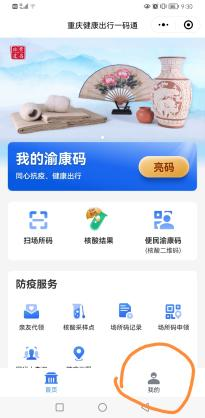 9:30
重庆健康出行一码通
我的渝康码
同心抗疫、健康出行
亮码
扫场所码
核酸结果
便民渝康码
(核酸二维码)
防疫服务
亲友代领
核酸采样点
场所码记录
场所码申领
首页
我的